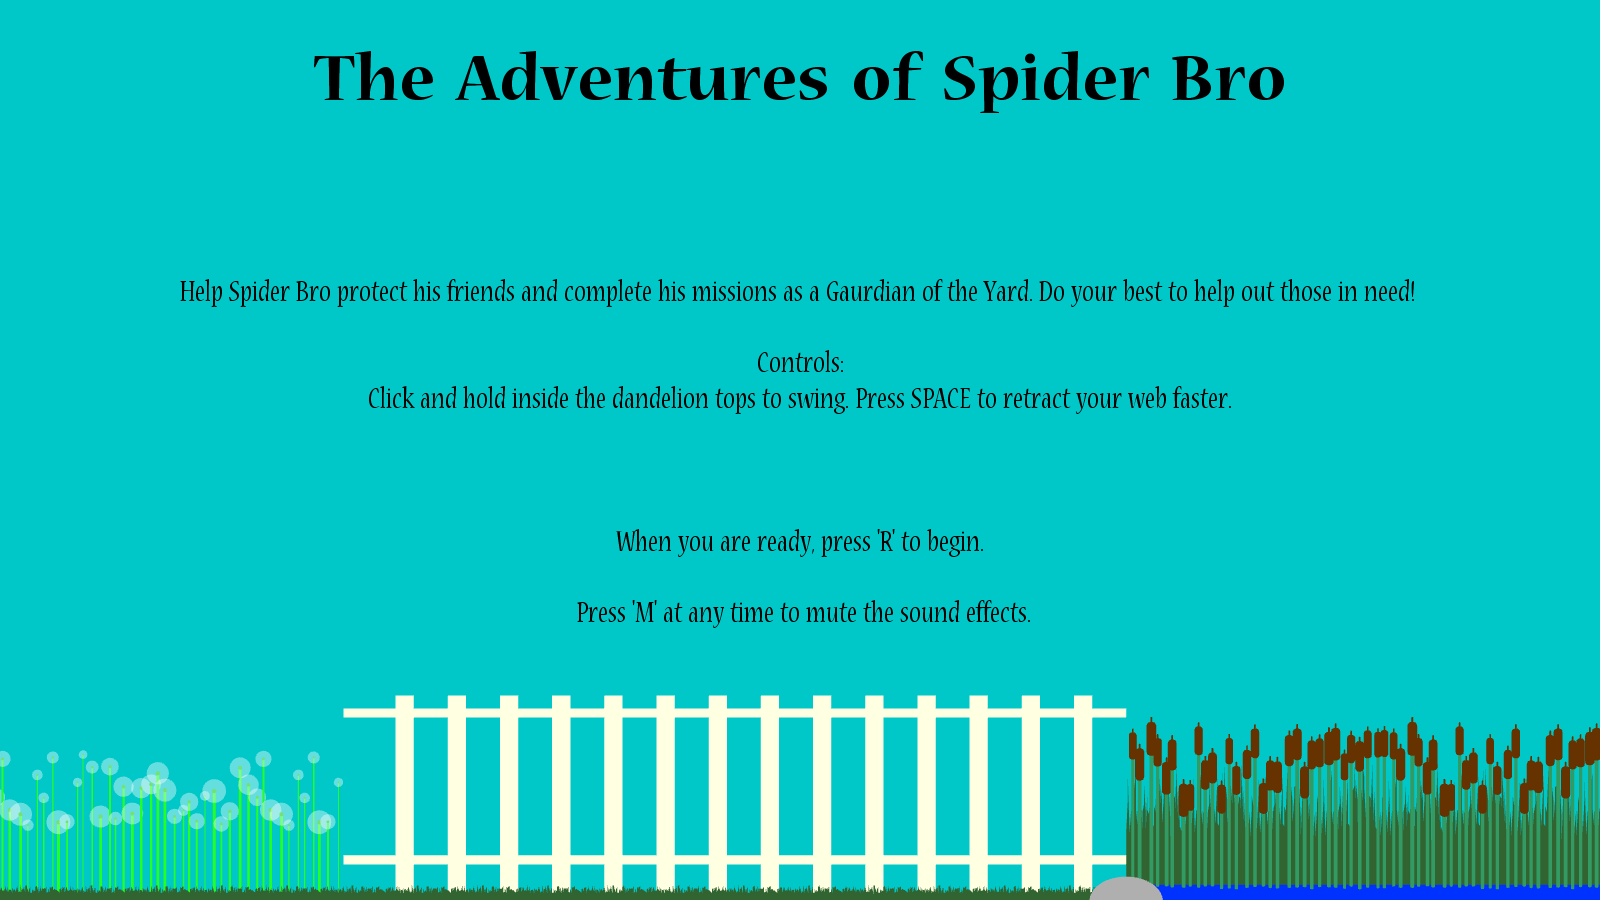 The Adventures of Spider Bro
Help Spider Bro protect his friends and complete his missions as a Gaurdian of the Yard. Do your best to help out those in need!
Controls:
Click and hold inside the dandelion tops to swing. Press SPACE to retract your web faster.
When you are ready, press 'R' to begin.
Press 'M' at any time to mute the sound effects.